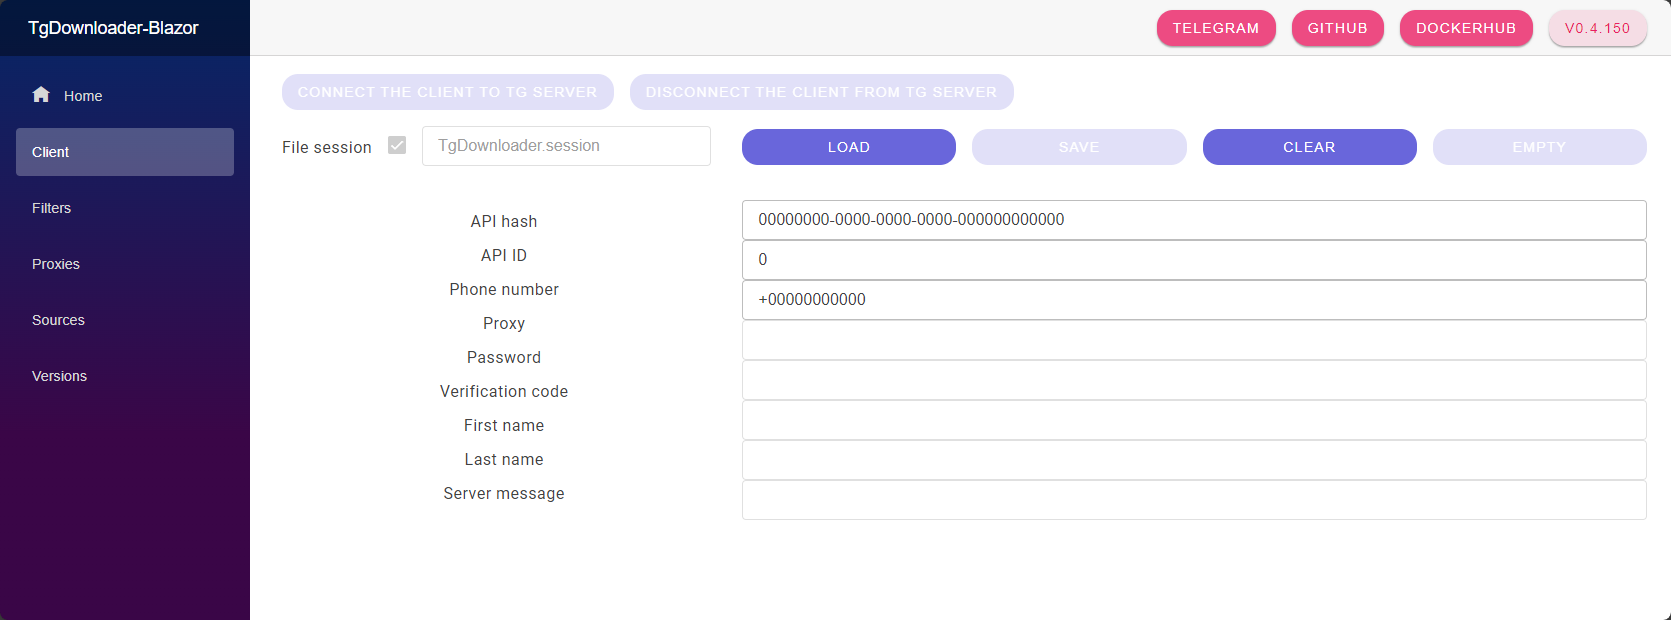 TgDownloader-Blazor
TELEGRAM GITHUB DOCKERHUB V0.4.150
Home
Client
Filters
Proxies
Sources
Versions
CONNECT THE CLIENT TO TG SERVER DISCONNECT THE CLIENT FROM TG SERVER
File session TgDownloader.session LOAD SAVE CLEAR EMPTY
API hash 00000000-0000-0000-0000-000000000000
API ID 0
Phone number +00000000000
Proxy
Password
Verification code
First name
Last name
Server message